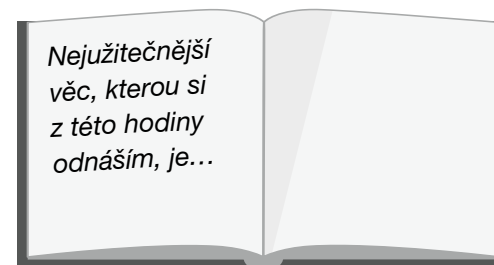 Nejužitečnější
věc, kterou si
z této hodiny
odnáším, je…